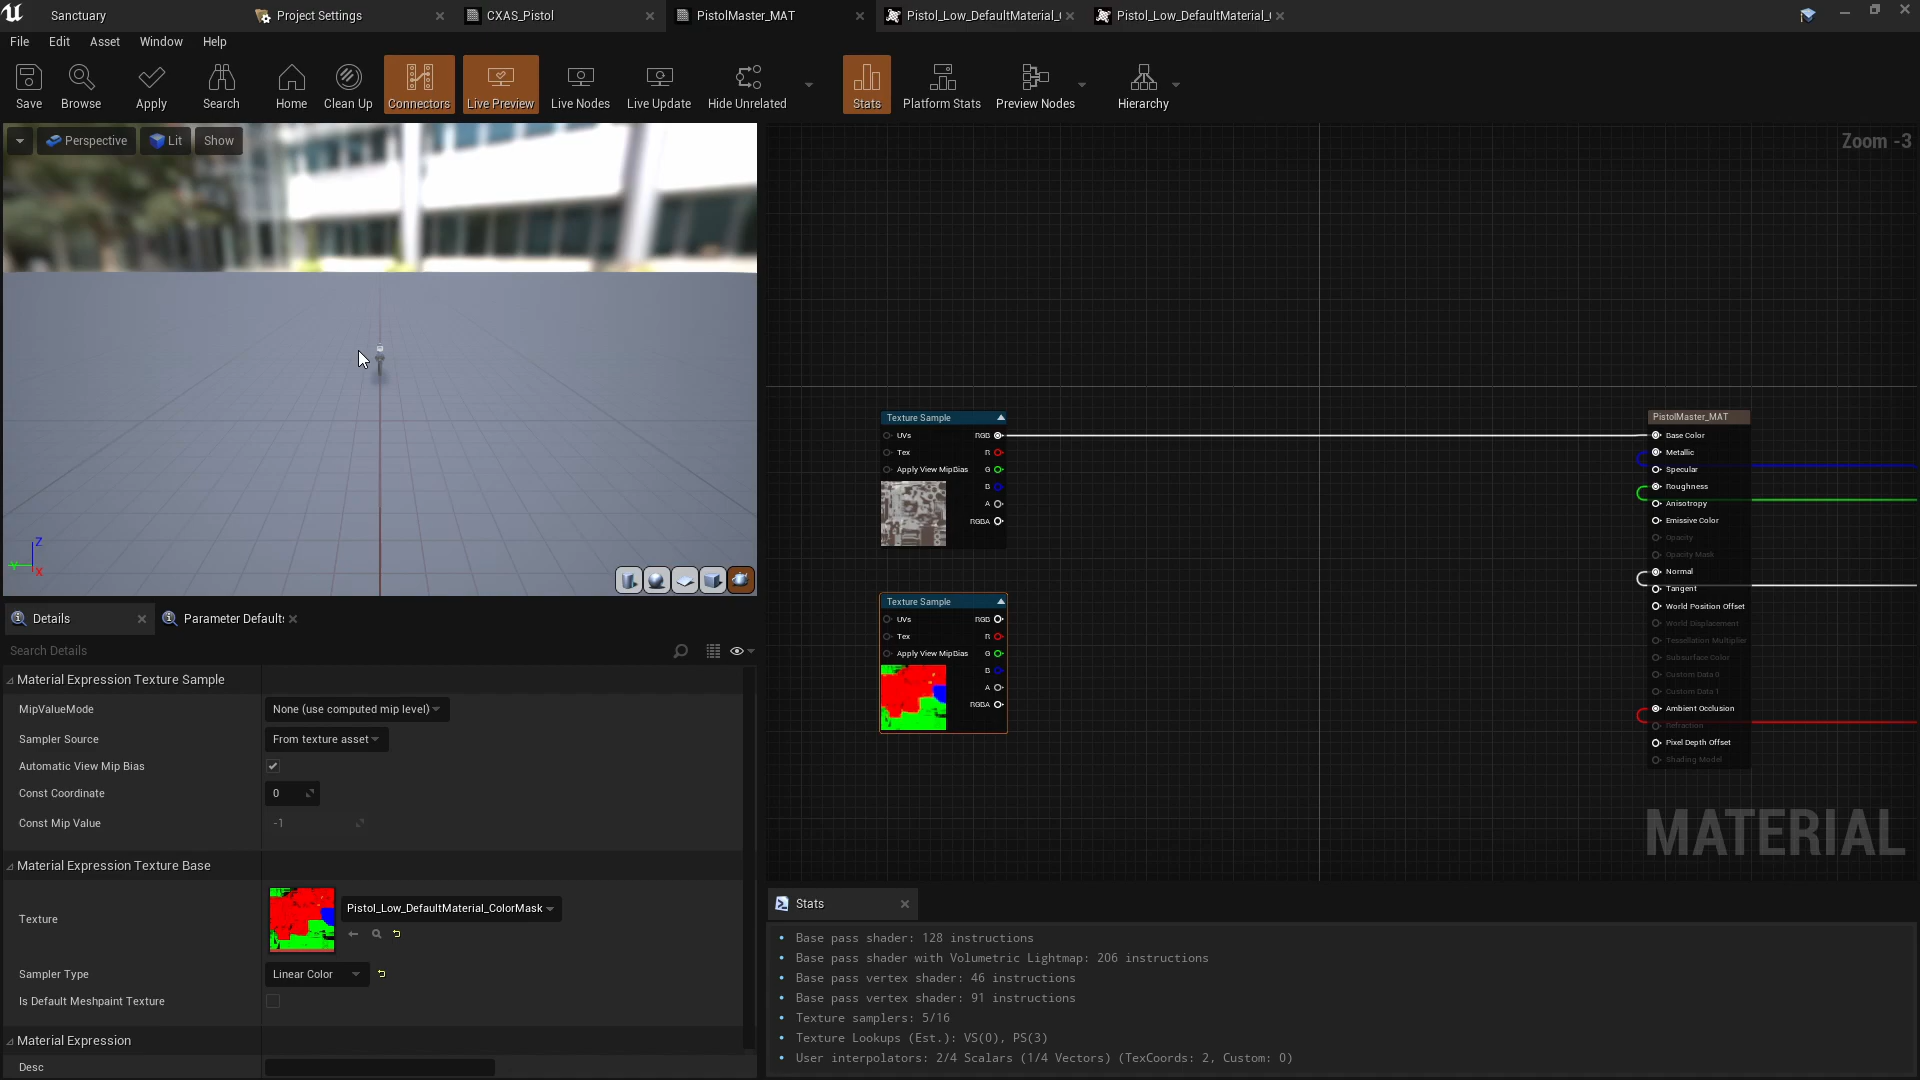 Sanctuary
Project Settings
CXAS_Pistol
PistolMaster_MAT
Pistol_Low_DefaultMaterial_(
Pistol_Low_DefaultMaterial_(
File
Edit
Asset
Window
Help
Save
Browse
Apply
Search
Home
Clean Up
Connectors
Live Preview
Live Nodes
Live Update
Hide Unrelated
Stats
Platform Stats
Preview Nodes
Hierarchy
Perspective
Lit
Show
Zoom -3
Z
Y
X
Texture Sample
UVs
RGB
Tex
R
Apply View MipBias
G
B
A
RGBA
Texture Sample
UVs
RGB
Tex
R
Apply View MipBias
G
B
A
RGBA
PistolMaster_MAT
Base Color
Metallic
Specular
Roughness
Anisotropy
Emissive Color
Opacity
Opacity Mask
Normal
Tangent
World Position Offset
World Displacement
Tessellation Multiplier
Subsurface Color
Custom Data 0
Custom Data 1
Ambient Occlusion
Refraction
Pixel Depth Offset
Shading Model
MATERIAL
Details
Parameter Defaults
Search Details
Material Expression Texture Sample
MipValueMode
None (use computed mip level)
Sampler Source
From texture asset
Automatic View Mip Bias
Const Coordinate
0
Const Mip Value
-1
Material Expression Texture Base
Texture
Pistol_Low_DefaultMaterial_ColorMask
Sampler Type
Linear Color
Is Default Meshpaint Texture
Material Expression
Desc
Stats
Base pass shader: 128 instructions
Base pass shader with Volumetric Lightmap: 206 instructions
Base pass vertex shader: 46 instructions
Base pass vertex shader: 91 instructions
Texture samplers: 5/16
Texture Lookups (Est.): VS(0), PS(3)
User interpolators: 2/4 Scalars (1/4 Vectors) (TexCoords: 2, Custom: 0)